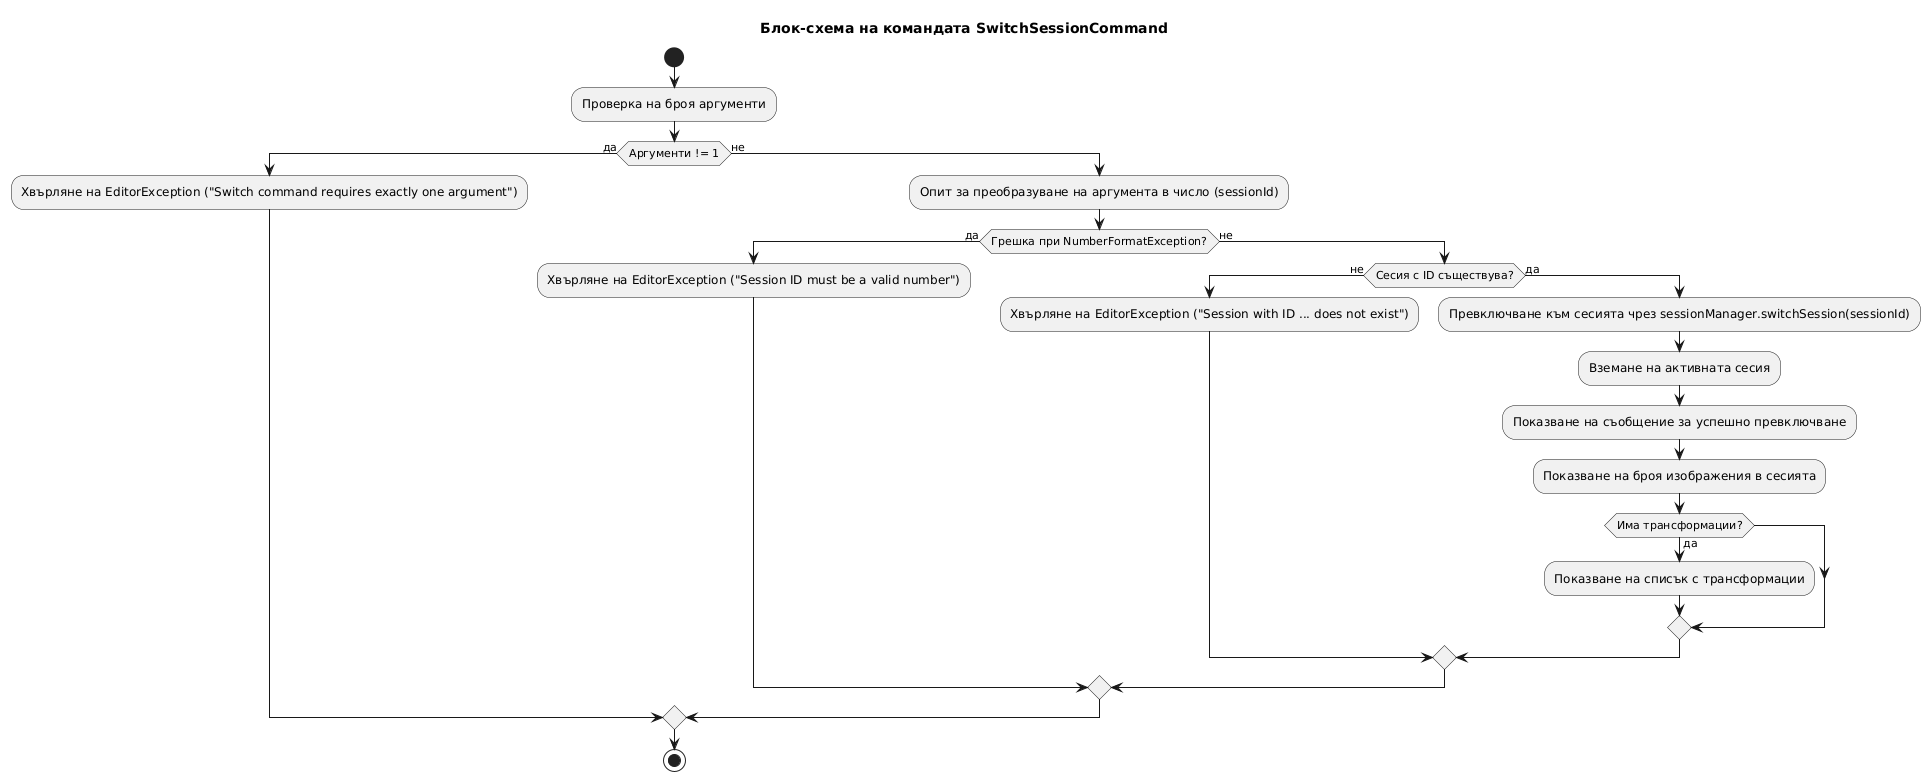 Блок-схема на командата SwitchSessionCommand
Проверка на броя аргументи
да
Аргументи != 1
не
Хвърляне на EditorException ("Switch command requires exactly one argument")
Опит за преобразуване на аргумента в число (sessionId)
да
Грешка при NumberFormatException?
не
Хвърляне на EditorException ("Session ID must be a valid number")
не
Сесия с ID съществува?
да
Хвърляне на EditorException ("Session with ID ... does not exist")
Превключване към сесията чрез sessionManager.switchSession(sessionId)
Вземане на активната сесия
Показване на съобщение за успешно превключване
Показване на броя изображения в сесията
Има трансформации?
да
Показване на списък с трансформации